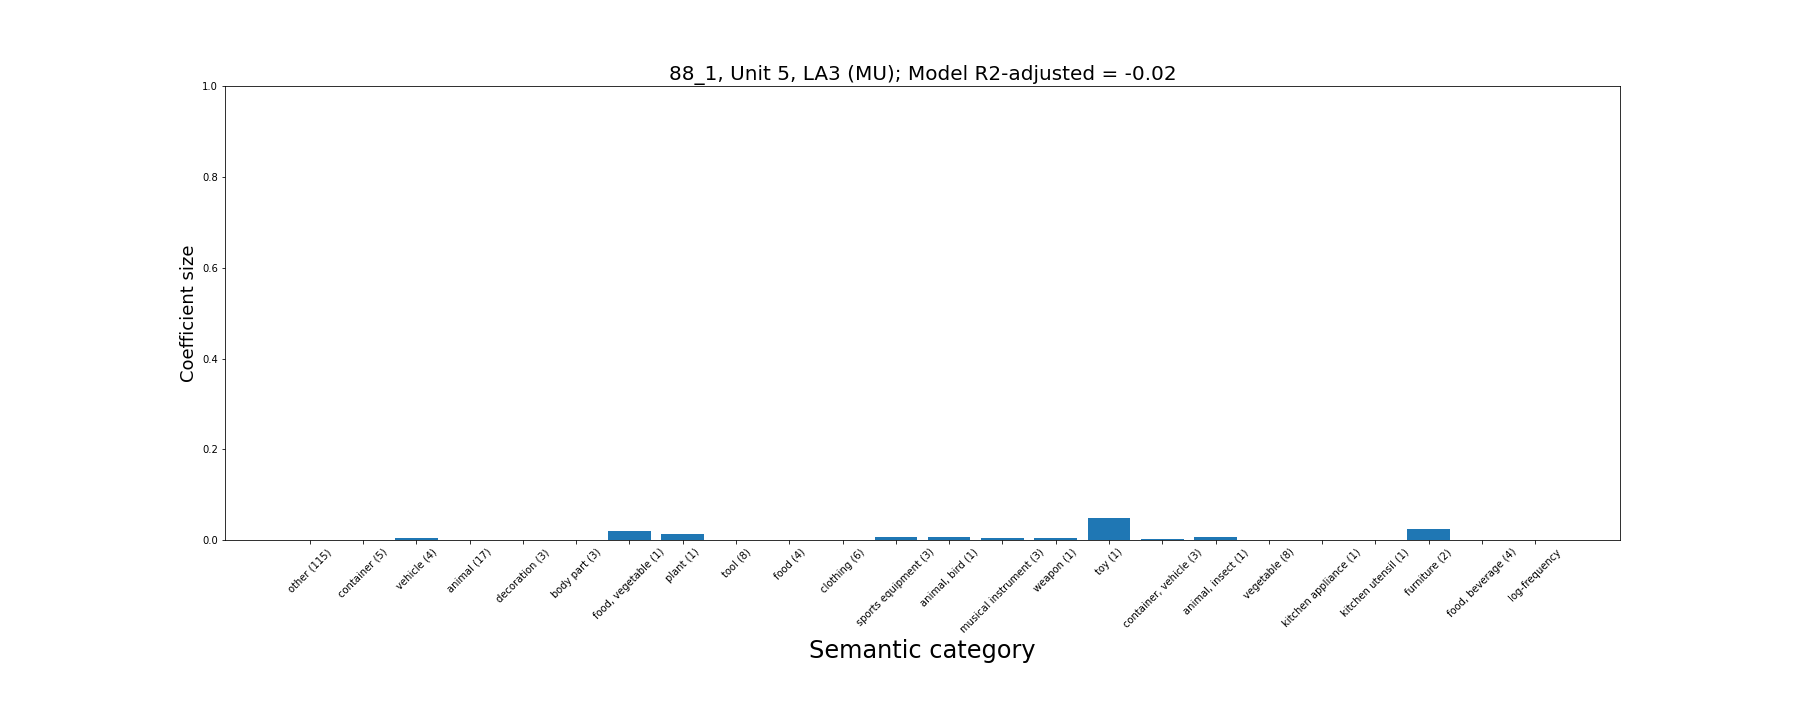 88_1, Unit 5, LA3 (MU); Model R2-adjusted = -0.02
1.0
0.8
0.6
0.4
0.2
0.0
Coefficient size
other (115)
container (5)
vehicle (4)
animal (17)
decoration (3)
body part (3)
food, vegetable (1)
plant (1)
tool (8)
food (4)
clothing (6)
sports equipment (3)
animal, bird (1)
musical instrument (3)
weapon (1)
toy (1)
container, vehicle (3)
animal, insect (1)
vegetable (8)
kitchen appliance (1)
kitchen utensil (1)
furniture (2)
food, beverage (4)
log-frequency
Semantic category